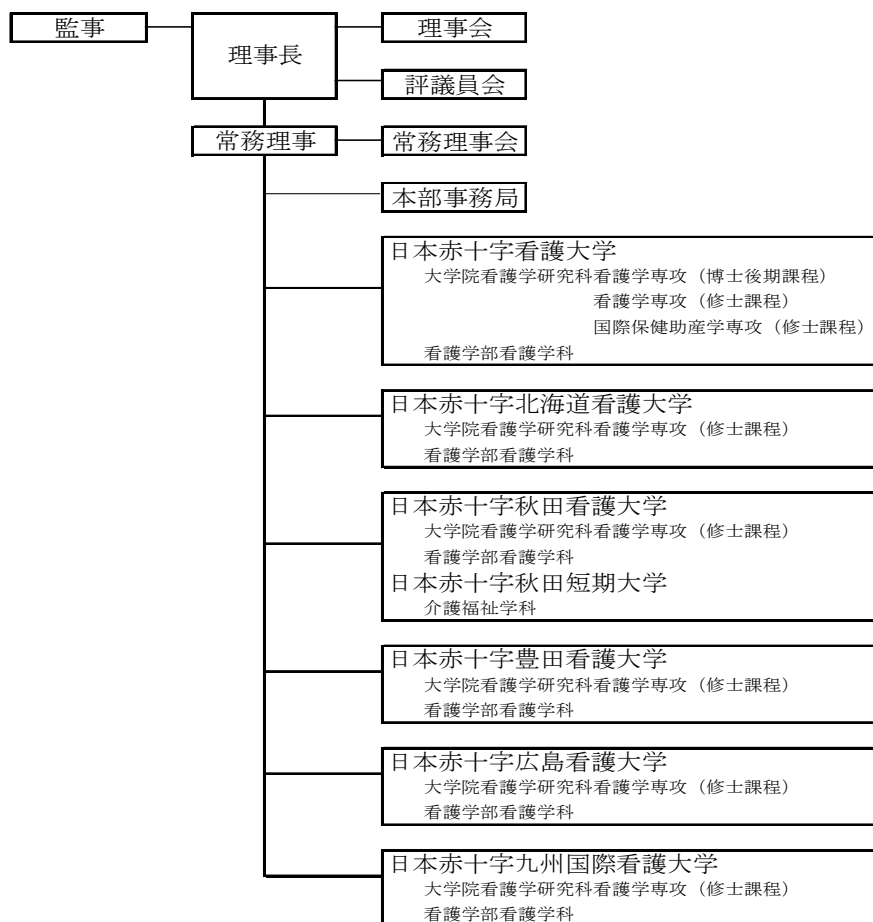 監事
理事長
理事会
評議員会
常務理事
常務理事会
本部事務局
日本赤十字看護大学
大学院看護学研究科看護学専攻（博士後期課程）
看護学専攻（修士課程）
国際保健助産学専攻（修士課程）
看護学部看護学科
日本赤十字北海道看護大学
大学院看護学研究科看護学専攻（修士課程）
看護学部看護学科
日本赤十字秋田看護大学
大学院看護学研究科看護学専攻（修士課程）
看護学部看護学科
日本赤十字秋田短期大学
介護福祉学科
日本赤十字豊田看護大学
大学院看護学研究科看護学専攻（修士課程）
看護学部看護学科
日本赤十字広島看護大学
大学院看護学研究科看護学専攻（修士課程）
看護学部看護学科
日本赤十字九州国際看護大学
大学院看護学研究科看護学専攻（修士課程）
看護学部看護学科